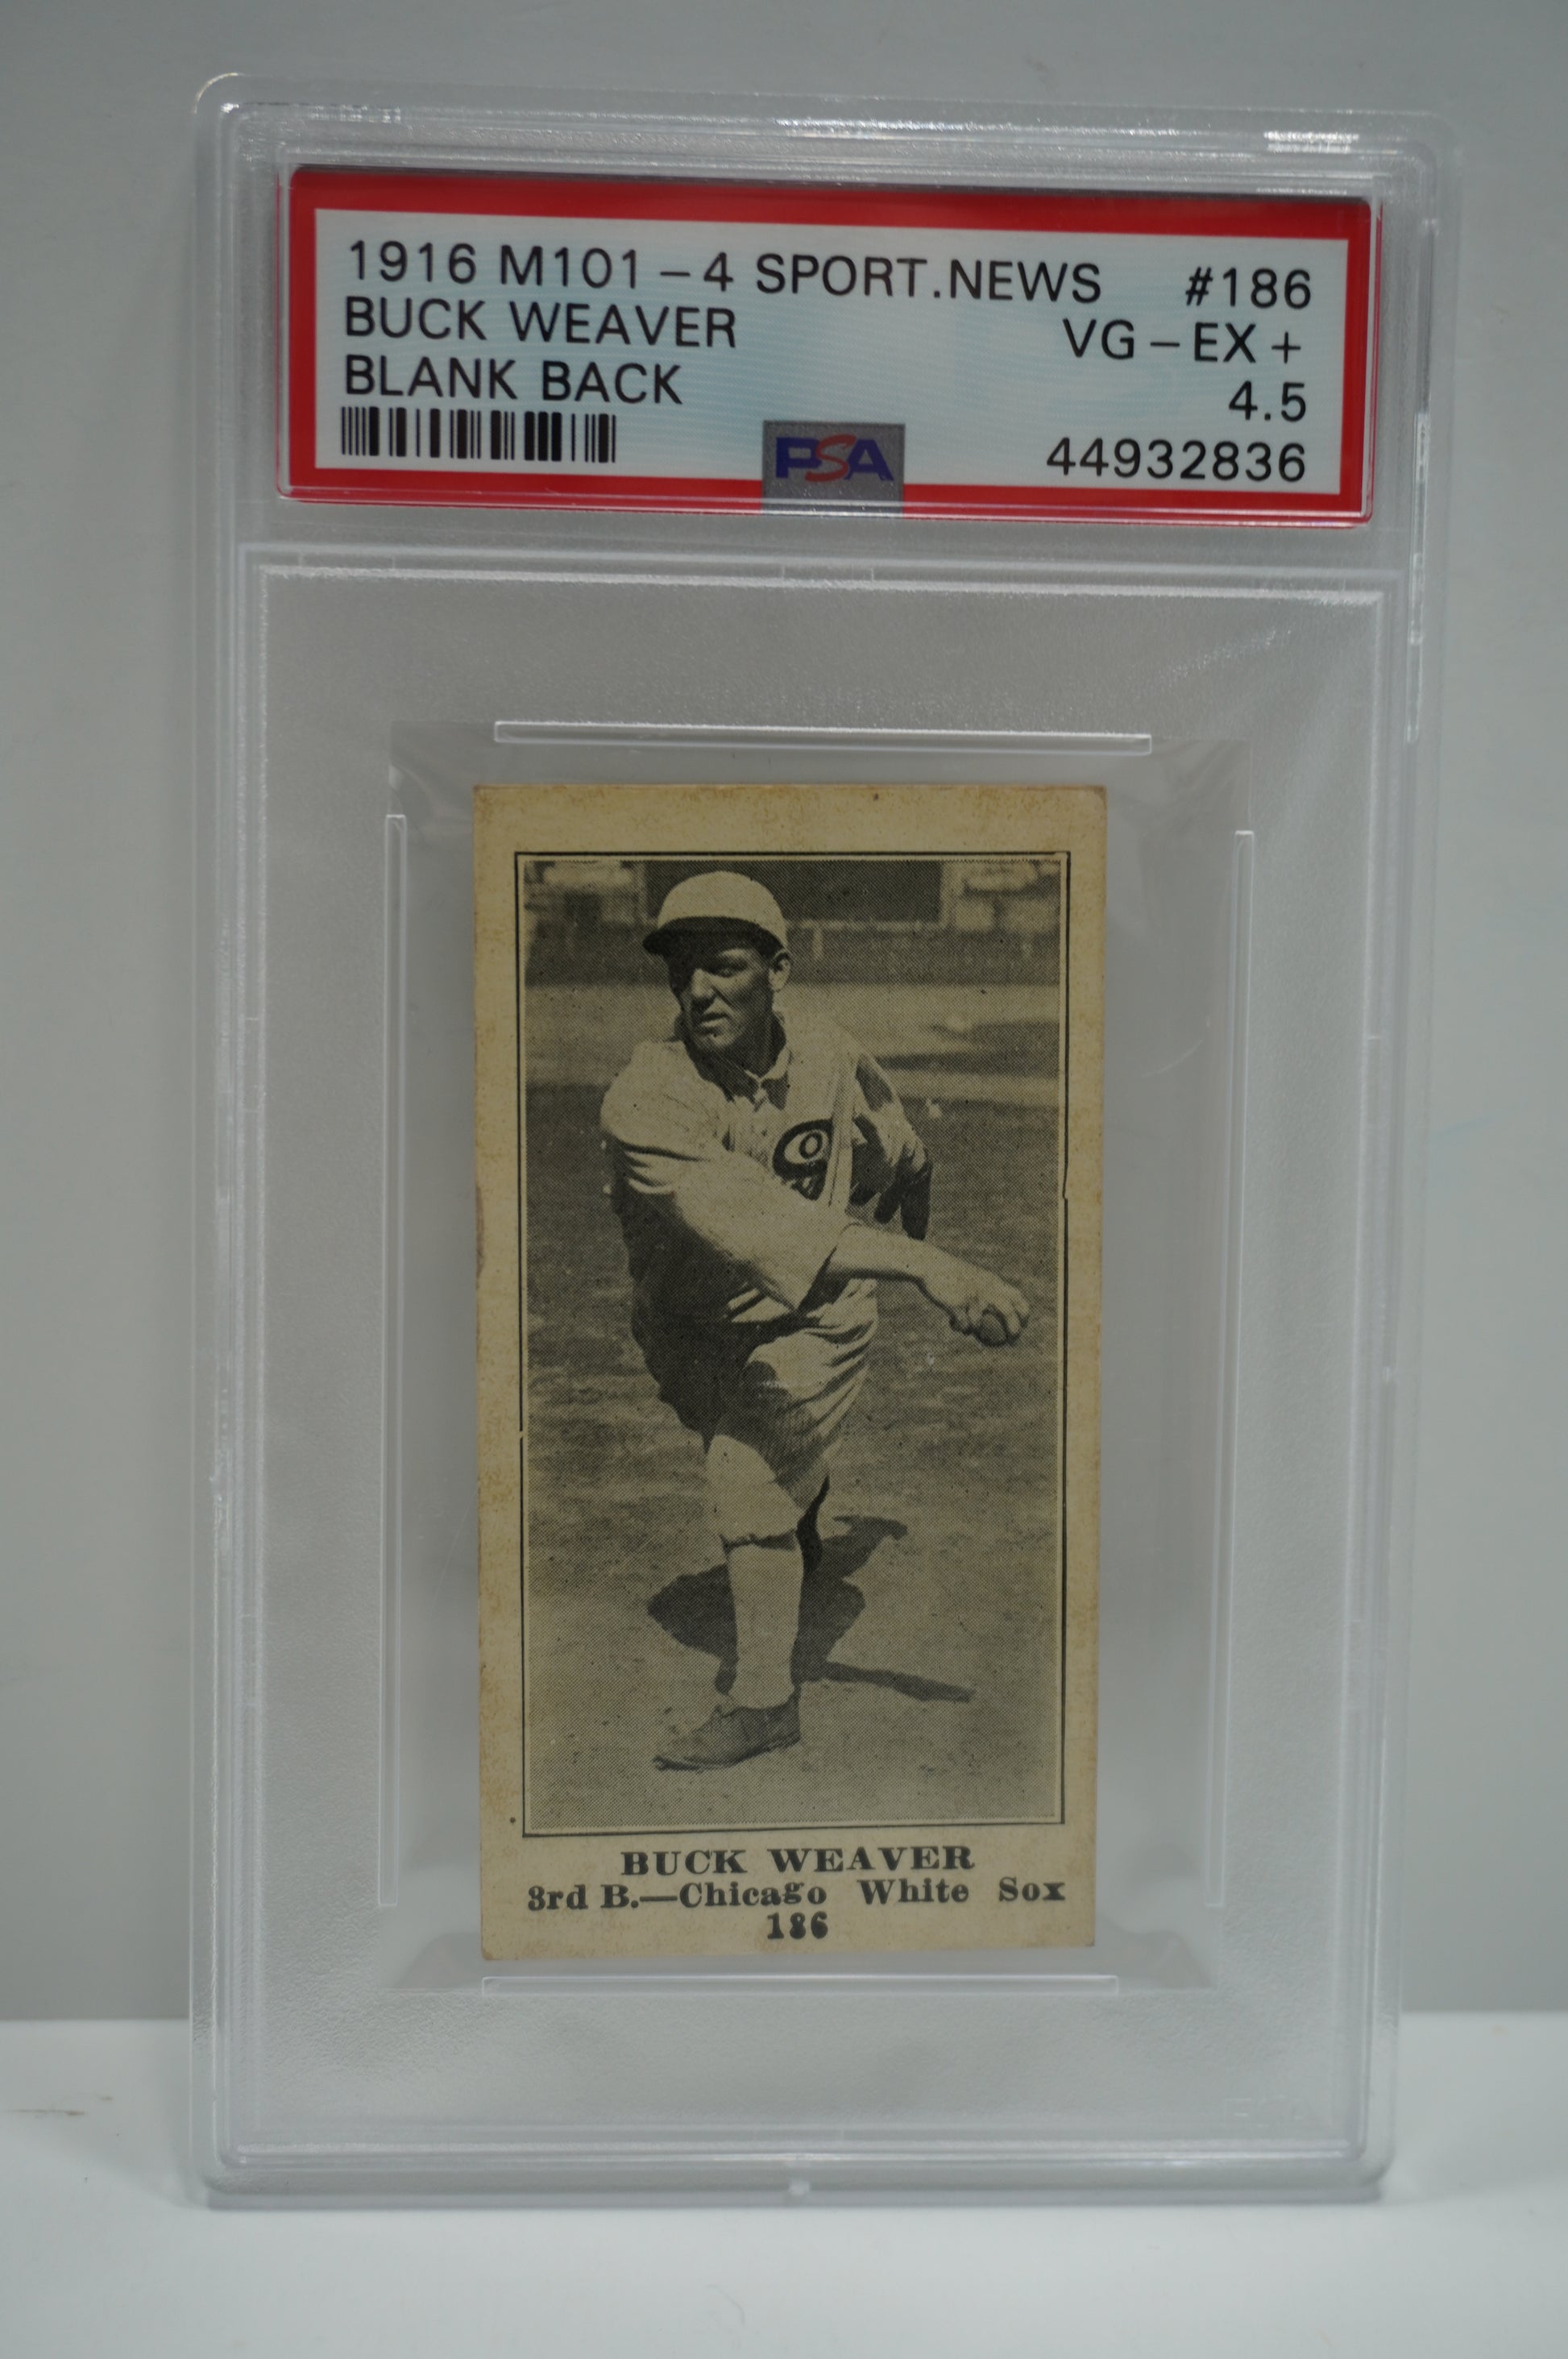 1916 M101-4 SPORT.NEWS #186
BUCK WEAVER VG-EX+
BLANK BACK 4.5
PSA 44932836
BUCK WEAVER
3rd B.—Chicago White Sox
186